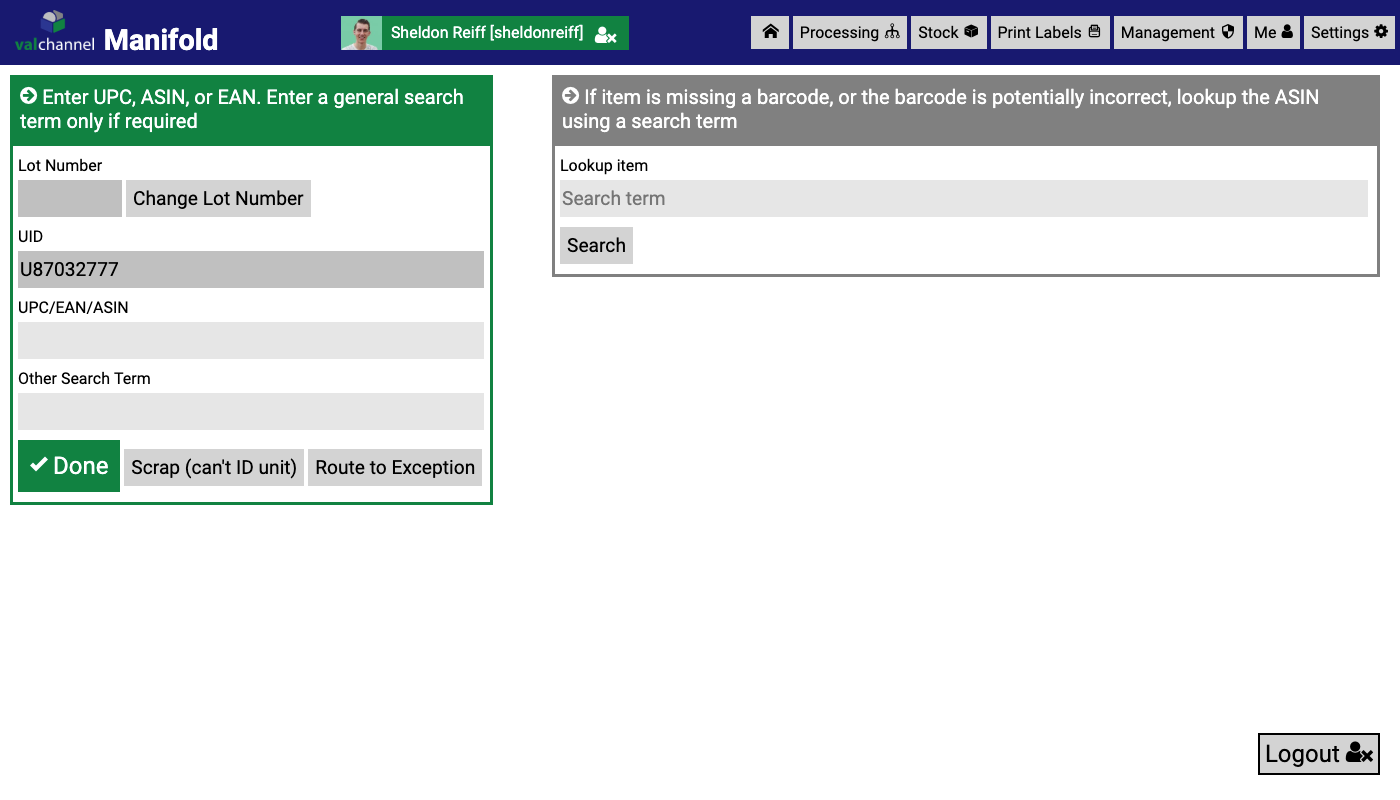 valchannel
Manifold
Sheldon Reiff [sheldonreiff]
Processing
Stock
Print Labels
Management
Me
Settings
Enter UPC, ASIN, or EAN. Enter a general search
term only if required
Lot Number
Change Lot Number
UID
U87032777
UPC/EAN/ASIN
Other Search Term
Done
Scrap (can't ID unit)
Route to Exception
If item is missing a barcode, or the barcode is potentially incorrect, lookup the ASIN
using a search term
Lookup item
Search term
Search
Logout